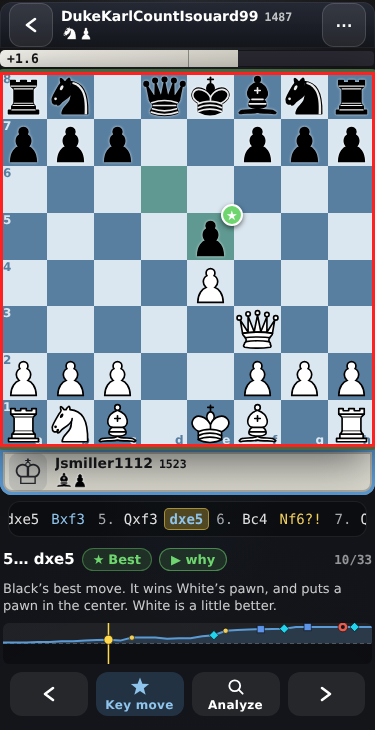 DukeKarlCountIsouard99 1487
...
+1.6
8
7
6
5
4
3
2
1
d
Jsmiller1112 1523
dxe5 Bxf3 5. Qxf3 dxe5 6. Bc4 Nf6?! 7. Q
5... dxe5 ★ Best ▶ why 10/33
Black’s best move. It wins White’s pawn, and puts a
pawn in the center. White is a little better.
Key move
Analyze